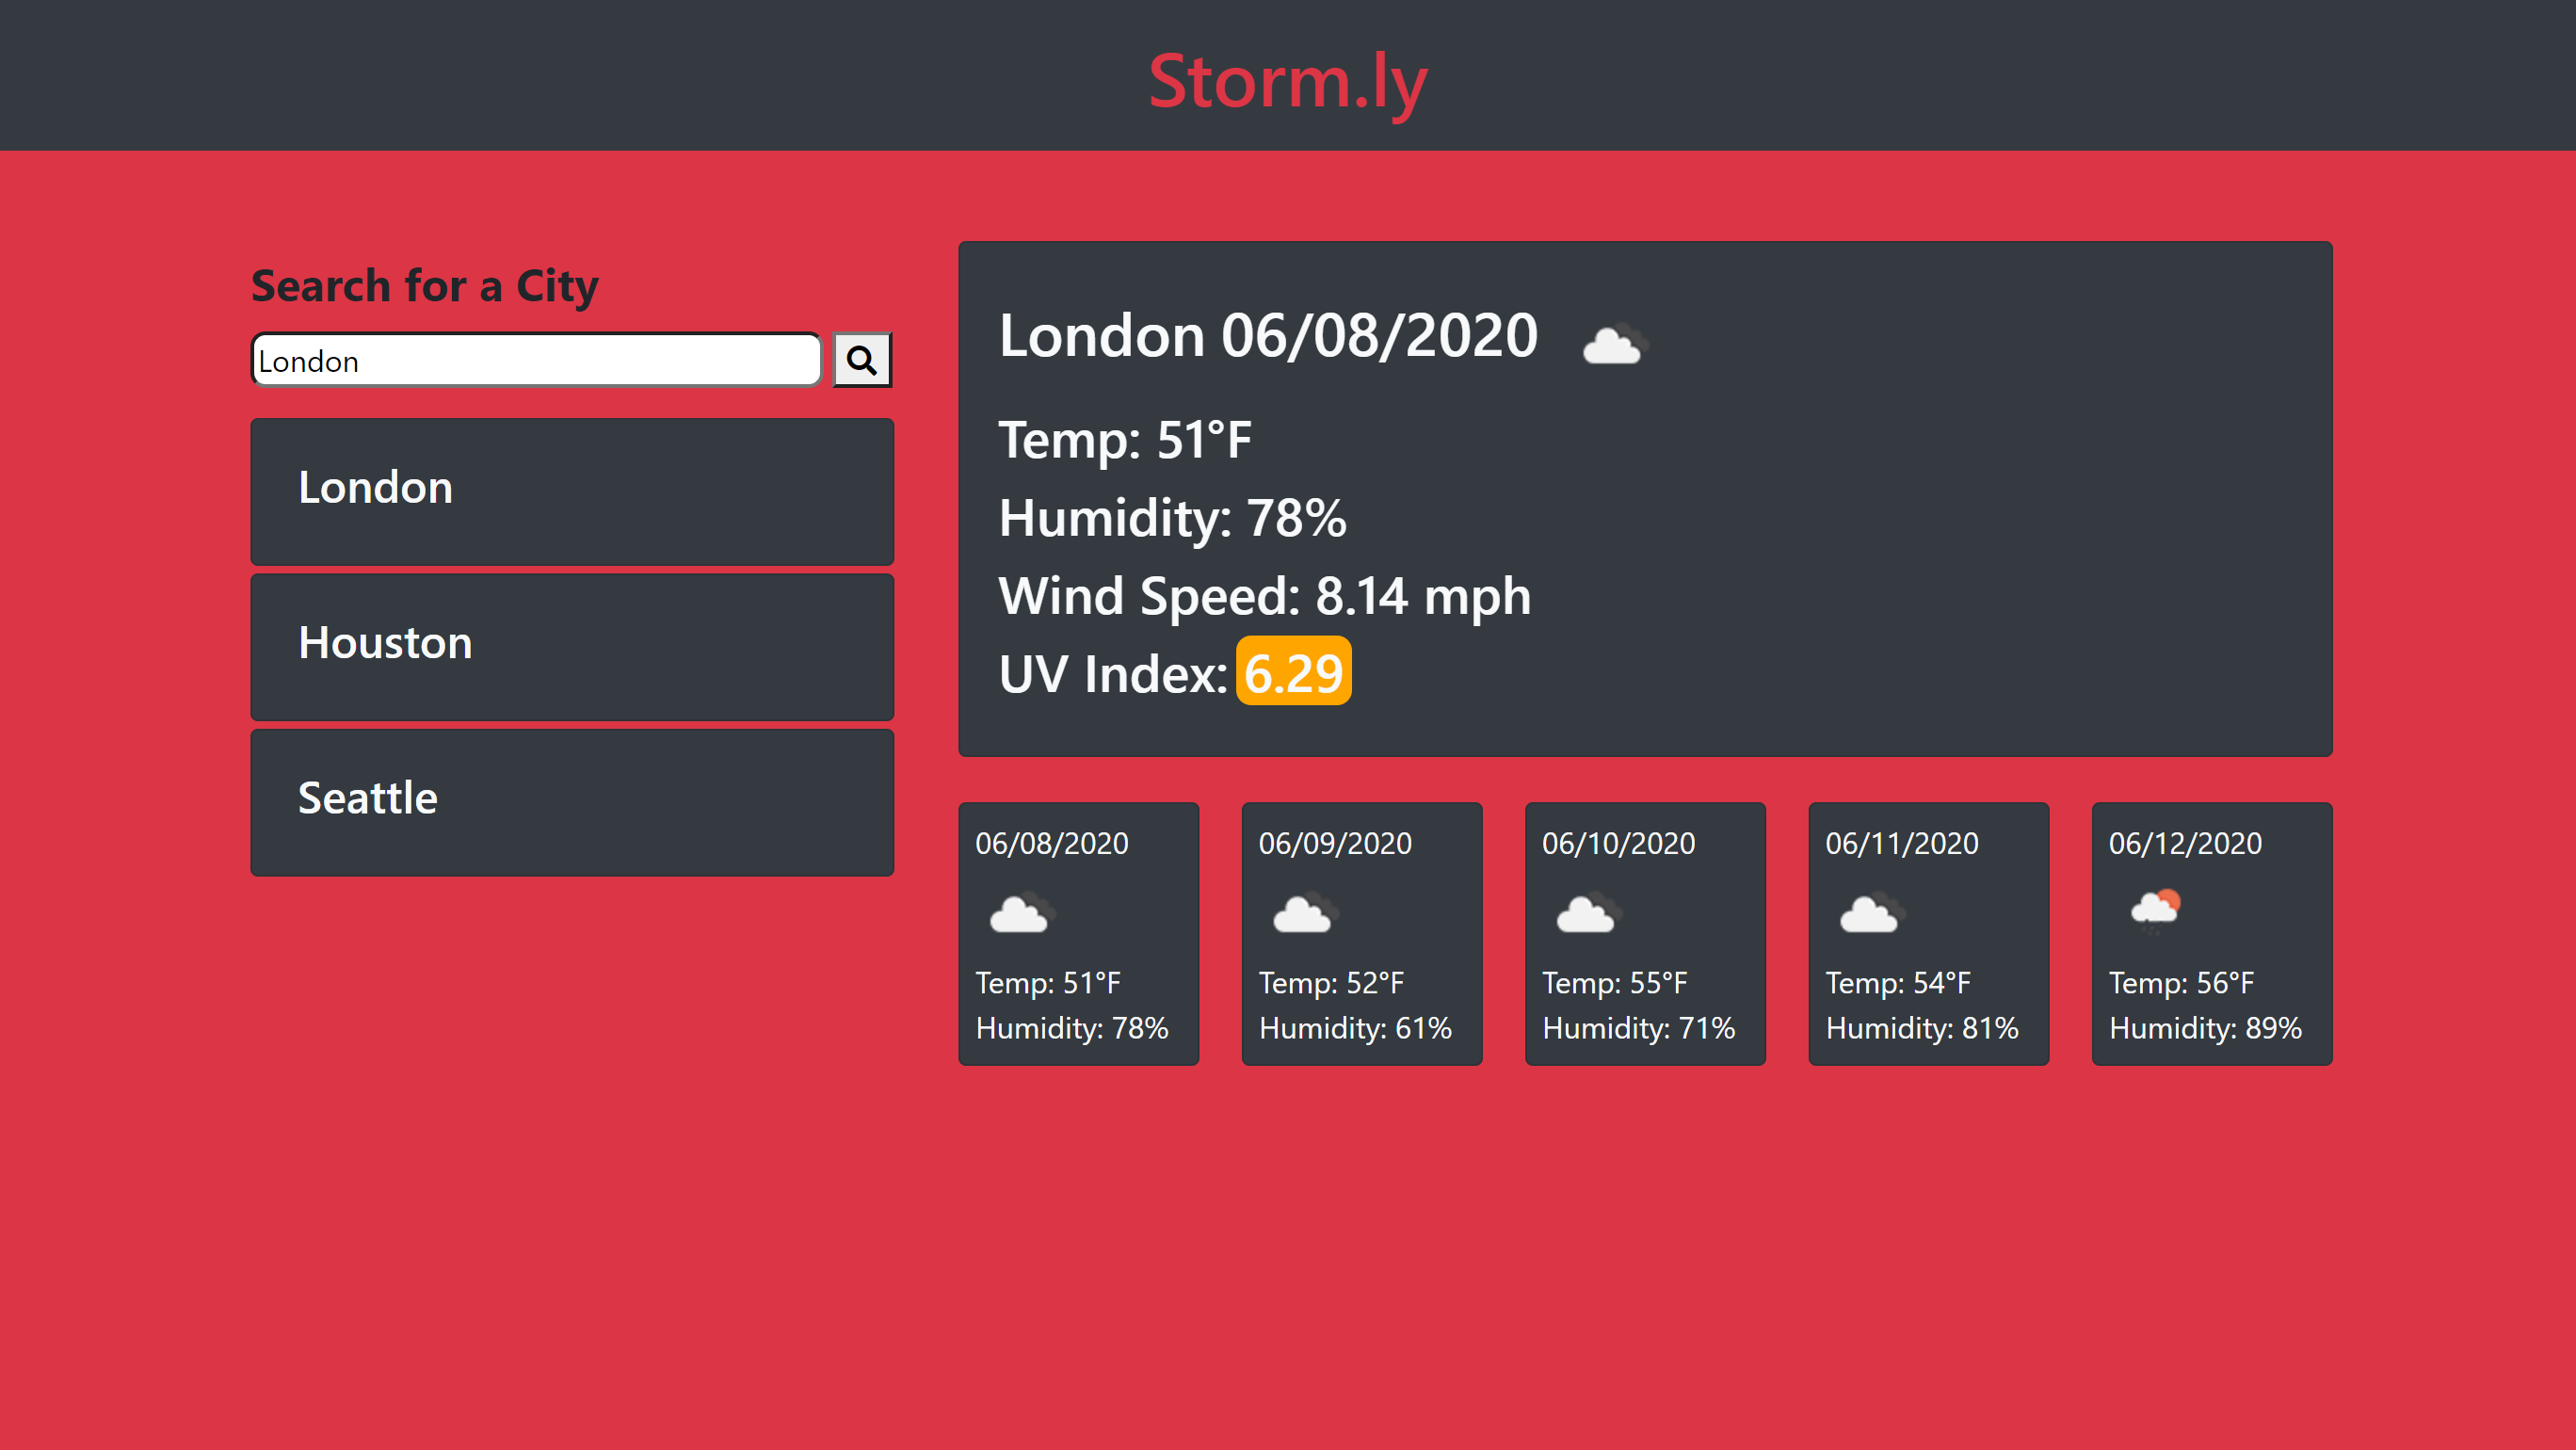 Storm.ly
Search for a City
London
London
Houston
Seattle
London 06/08/2020
Temp: 51°F
Humidity: 78%
Wind Speed: 8.14 mph
UV Index: 6.29
06/08/2020
Temp: 51°F
Humidity: 78%
06/09/2020
Temp: 52°F
Humidity: 61%
06/10/2020
Temp: 55°F
Humidity: 71%
06/11/2020
Temp: 54°F
Humidity: 81%
06/12/2020
Temp: 56°F
Humidity: 89%